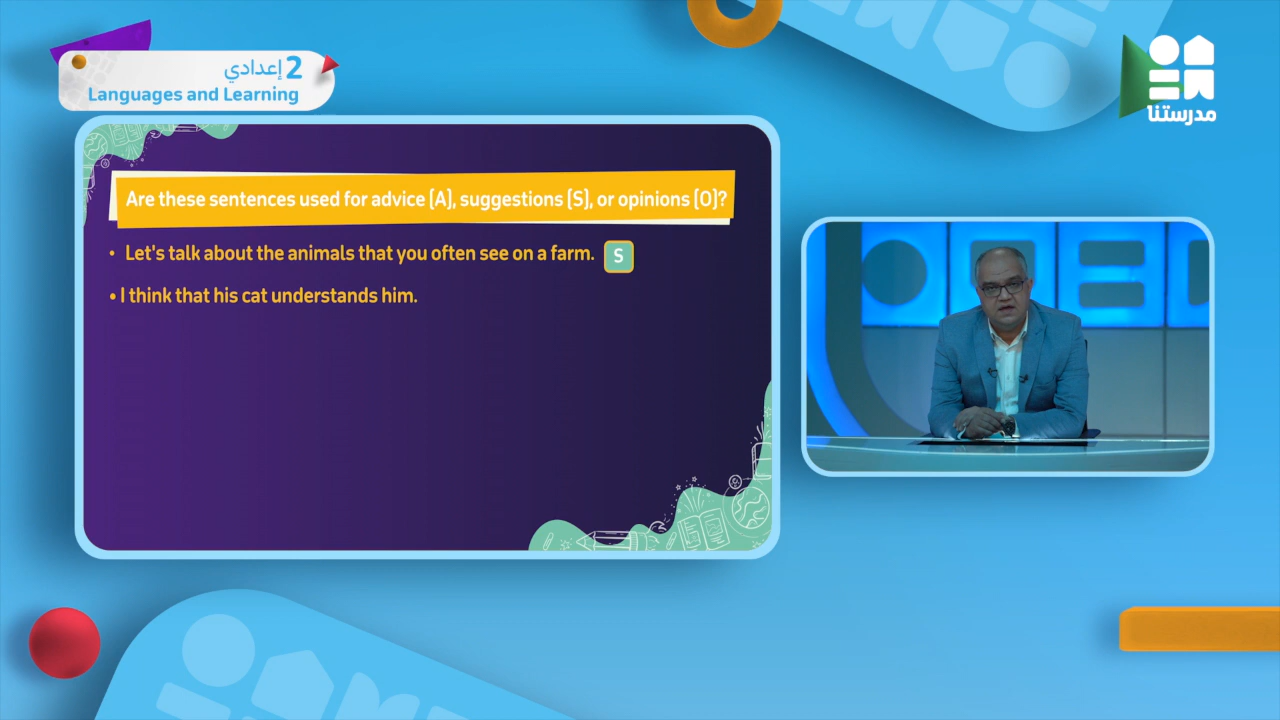 2 إعدادي
Languages and Learning
مدرستنا
Are these sentences used for advice (A), suggestions (S), or opinions (O)?
• Let's talk about the animals that you often see on a farm. S
• I think that his cat understands him.